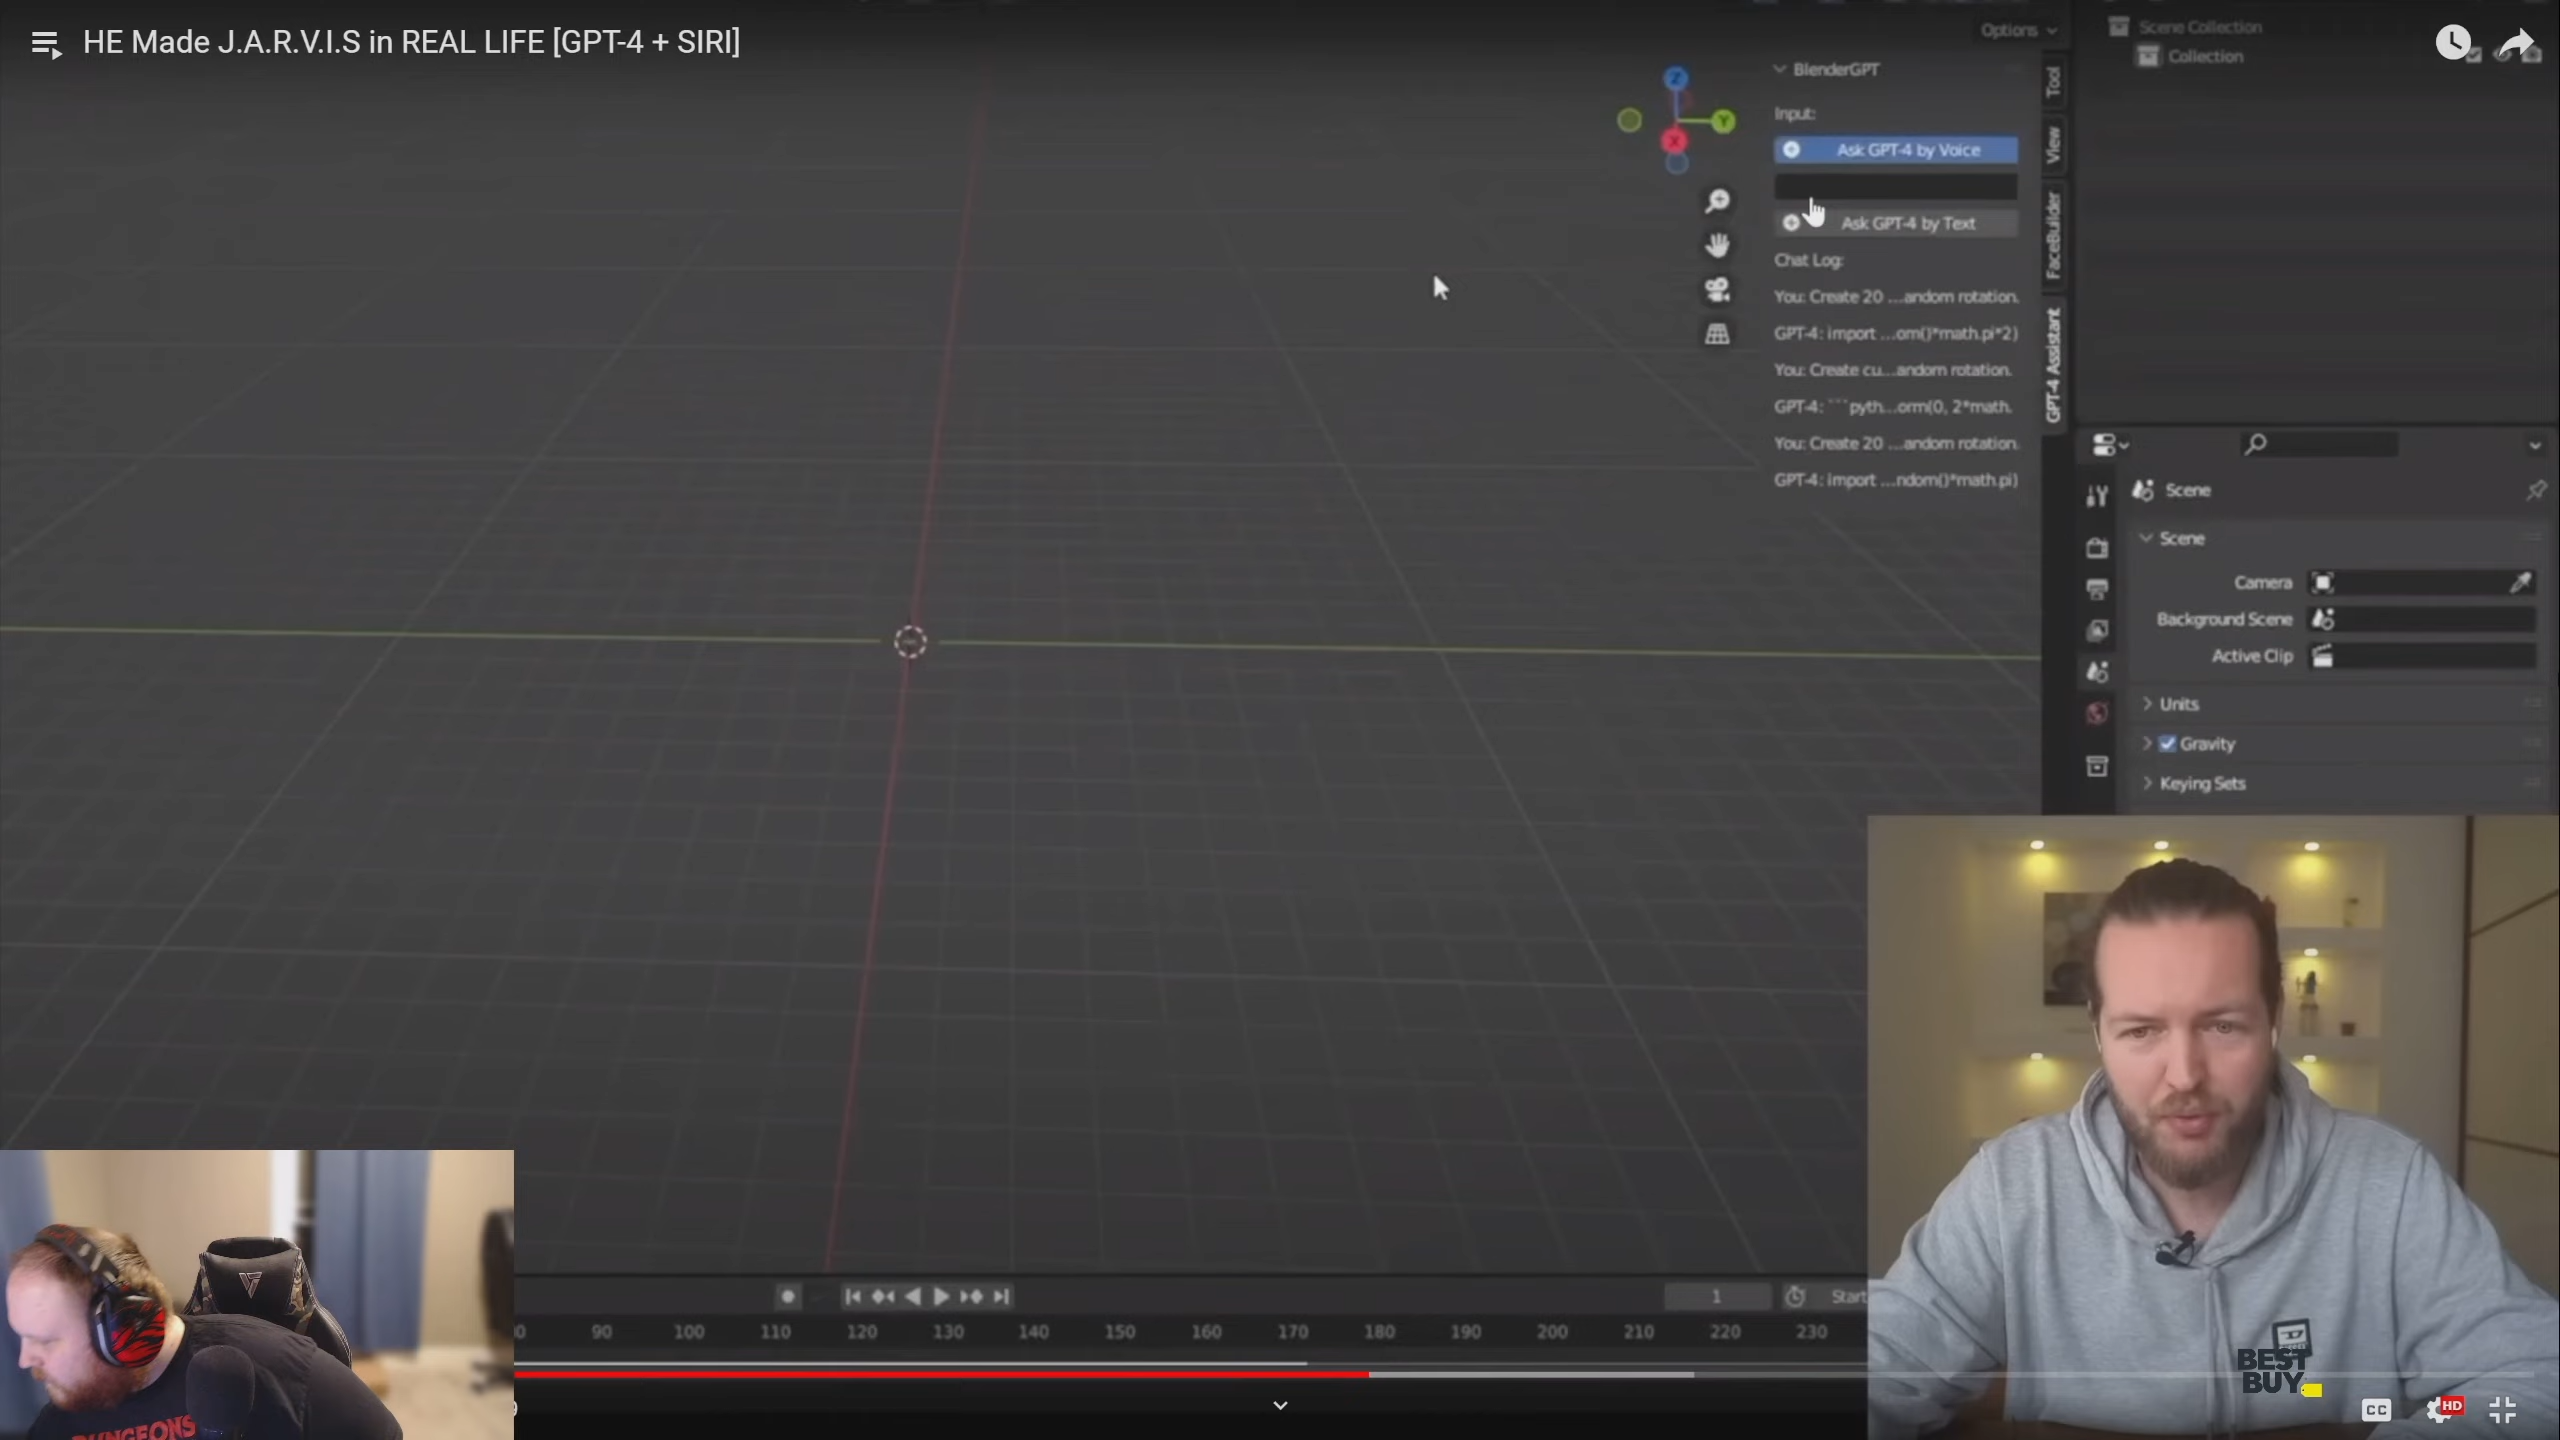 HE Made J.A.R.V.I.S in REAL LIFE [GPT-4 + SIRI]
Options
Scene Collection
Collection
BlenderGPT
Input:
Ask GPT-4 by Voice
Ask GPT-4 by Text
Chat Log:
You: Create 20 ...andom rotation.
GPT-4: import ...om()*math.pi*2)
You: Create cu...andom rotation.
GPT-4: ```pyth...orm(0, 2*math.
You: Create 20 ...andom rotation.
GPT-4: import ...ndom()*math.pi)
Tool
View
FaceBuilder
GPT-4 Assistant
Z
Y
X
Scene
Scene
Camera
Background Scene
Active Clip
Units
Gravity
Keying Sets
1
Start
90 100 110 120 130 140 150 160 170 180 190 200 210 220 230
DUNGEONS
BEST
BUY
CC
HD